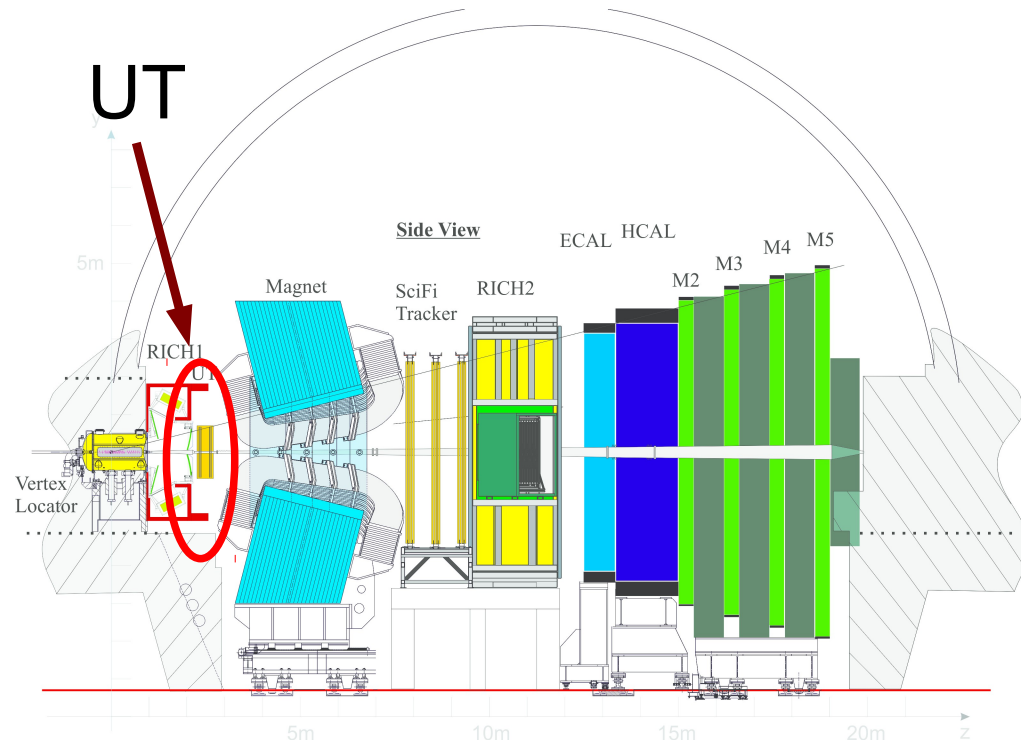 UT
y
Side View
ECAL
HCAL
M2
M3
M4
M5
5m
Magnet
SciFi
Tracker
RICH2
RICH1
UT
Vertex
Locator
5m
10m
15m
20m
z